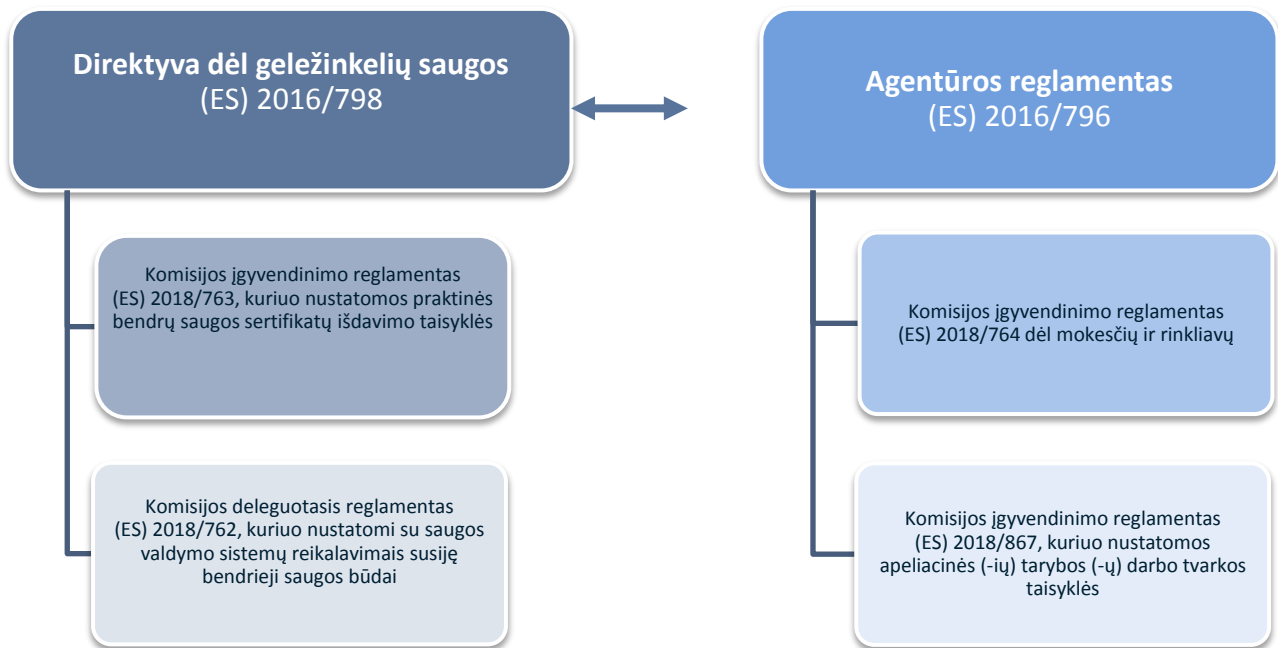 Direktyva dėl geležinkelių saugos
(ES) 2016/798
Agentūros reglamentas
(ES) 2016/796
Komisijos įgyvendinimo reglamentas
(ES) 2018/763, kuriuo nustatomos praktinės
bendrų saugos sertifikatų išdavimo taisyklės
Komisijos įgyvendinimo reglamentas
(ES) 2018/764 dėl mokesčių ir rinkliavų
Komisijos deleguotasis reglamentas
(ES) 2018/762, kuriuo nustatomi su saugos
valdymo sistemų reikalavimais susiję
bendrieji saugos būdai
Komisijos įgyvendinimo reglamentas
(ES) 2018/867, kuriuo nustatomos
apeliacinės (-ių) tarybos (-ų) darbo tvarkos
taisyklės